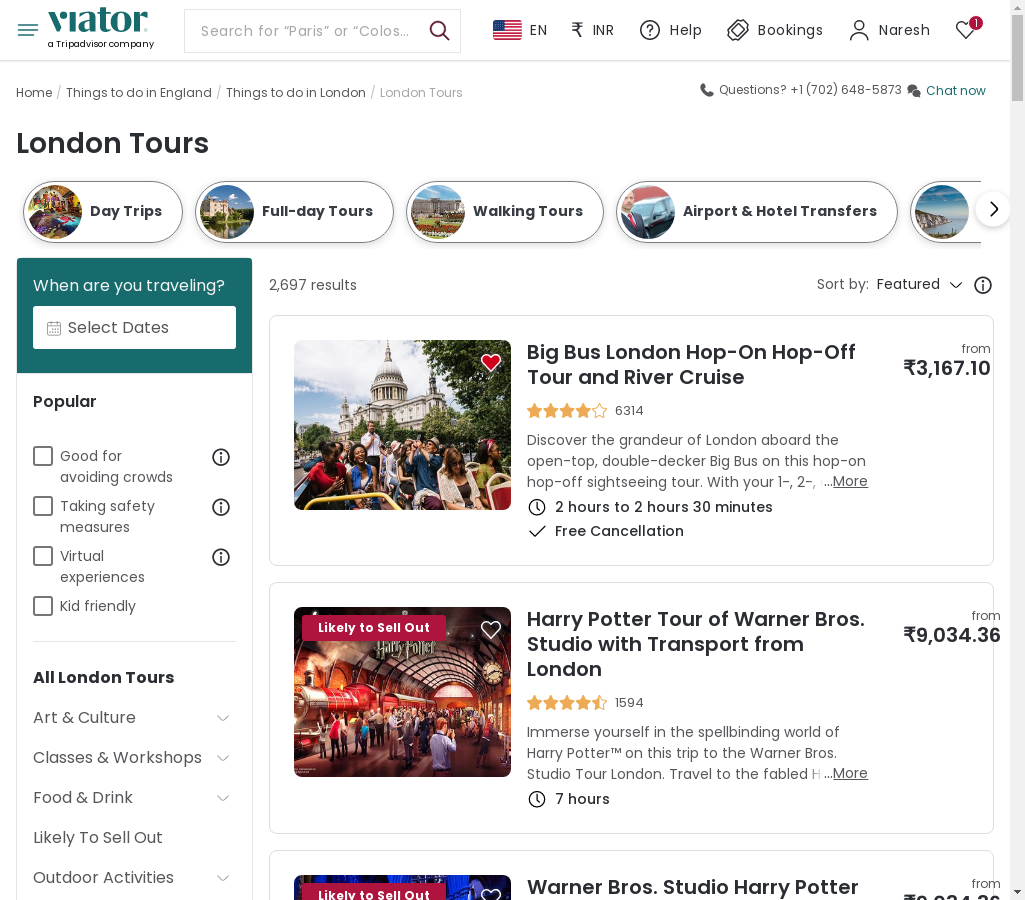 viator
a Tripadvisor company
Search for “Paris” or “Colos...
EN
₹ INR
Help
Bookings
Naresh
1
Home / Things to do in England / Things to do in London / London Tours
Questions? +1 (702) 648-5873
Chat now
London Tours
Day Trips
Full-day Tours
Walking Tours
Airport & Hotel Transfers
When are you traveling?
Select Dates
Popular
Good for
avoiding crowds
Taking safety
measures
Virtual
experiences
Kid friendly
All London Tours
Art & Culture
Classes & Workshops
Food & Drink
Likely To Sell Out
Outdoor Activities
2,697 results
Sort by: Featured
Big Bus London Hop-On Hop-Off
Tour and River Cruise
6314
Discover the grandeur of London aboard the
open-top, double-decker Big Bus on this hop-on
hop-off sightseeing tour. With your 1-, 2-, ...More
2 hours to 2 hours 30 minutes
Free Cancellation
from
₹3,167.10
Likely to Sell Out
Harry Potter
Harry Potter Tour of Warner Bros.
Studio with Transport from
London
1594
Immerse yourself in the spellbinding world of
Harry Potter™ on this trip to the Warner Bros.
Studio Tour London. Travel to the fabled H ...More
7 hours
from
₹9,034.36
Likely to Sell Out
Warner Bros. Studio Harry Potter
from
₹9,034.36